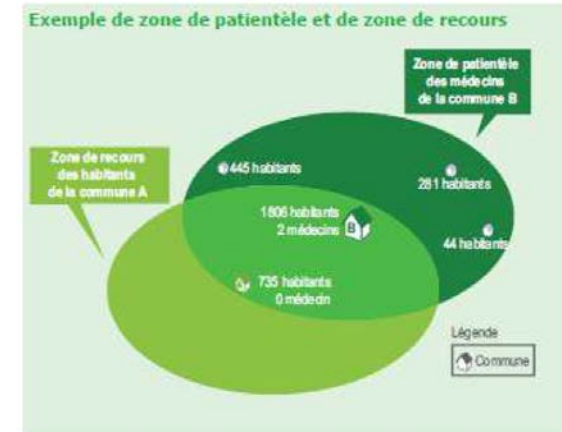 Exemple de zone de patientèle et de zone de recours
Zone de patientèle
des médecins
de la commune B
Zone de recours
des habitants
de la commune A
445 habitants
281 habitants
1806 habitants
2 médecins
B
44 habitants
735 habitants
0 médecin
Légende
Commune